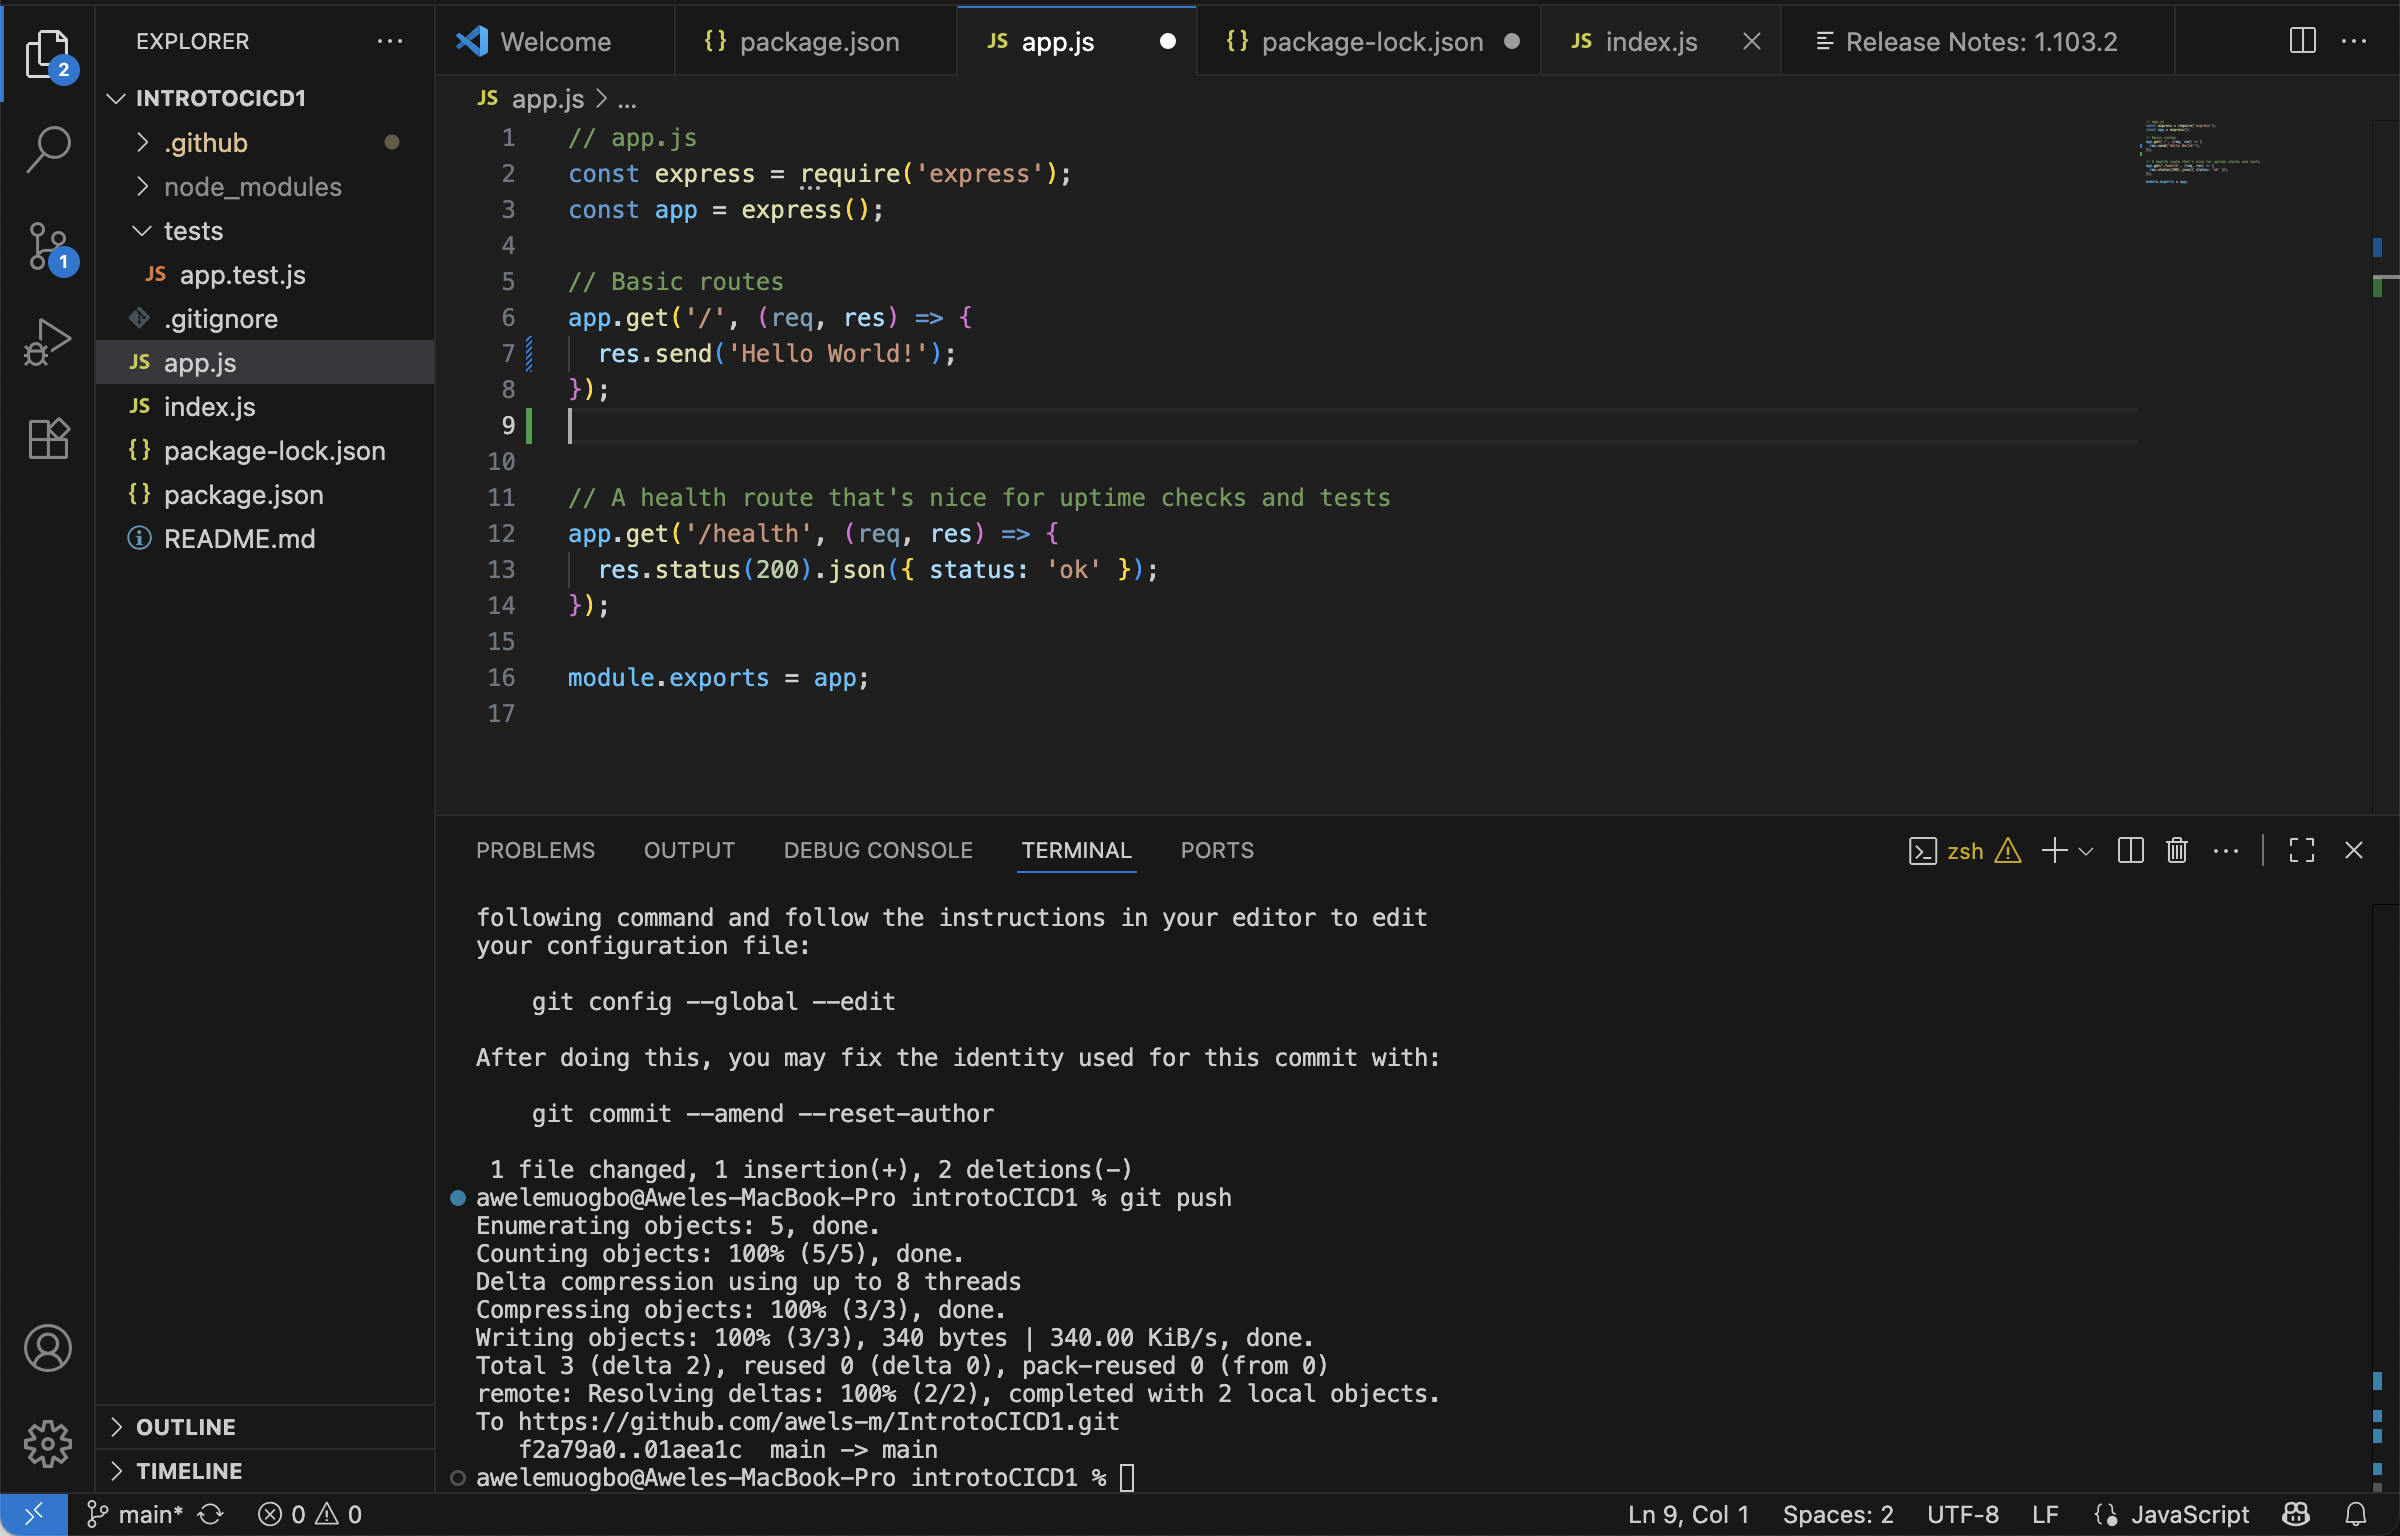 EXPLORER
Welcome
{} package.json
JS app.js
{} package-lock.json
JS index.js
Release Notes: 1.103.2
2
1
INTROTOCICD1
.github
node_modules
tests
JS app.test.js
.gitignore
JS app.js
JS index.js
{} package-lock.json
{} package.json
README.md
OUTLINE
TIMELINE
JS app.js > ...
1 // app.js
2 const express = require('express');
3 const app = express();
4
5 // Basic routes
6 app.get('/', (req, res) => {
7 res.send('Hello World!');
8 });
9
10
11 // A health route that's nice for uptime checks and tests
12 app.get('/health', (req, res) => {
13 res.status(200).json({ status: 'ok' });
14 });
15
16 module.exports = app;
17
PROBLEMS OUTPUT DEBUG CONSOLE TERMINAL PORTS
zsh
following command and follow the instructions in your editor to edit
your configuration file:
git config --global --edit
After doing this, you may fix the identity used for this commit with:
git commit --amend --reset-author
1 file changed, 1 insertion(+), 2 deletions(-)
awelemuogbo@Aweles-MacBook-Pro introtoCICD1 % git push
Enumerating objects: 5, done.
Counting objects: 100% (5/5), done.
Delta compression using up to 8 threads
Compressing objects: 100% (3/3), done.
Writing objects: 100% (3/3), 340 bytes | 340.00 KiB/s, done.
Total 3 (delta 2), reused 0 (delta 0), pack-reused 0 (from 0)
remote: Resolving deltas: 100% (2/2), completed with 2 local objects.
To https://github.com/awels-m/IntrotoCICD1.git
f2a79a0..01aea1c main -> main
awelemuogbo@Aweles-MacBook-Pro introtoCICD1 %
main* 0 0 Ln 9, Col 1 Spaces: 2 UTF-8 LF {} JavaScript